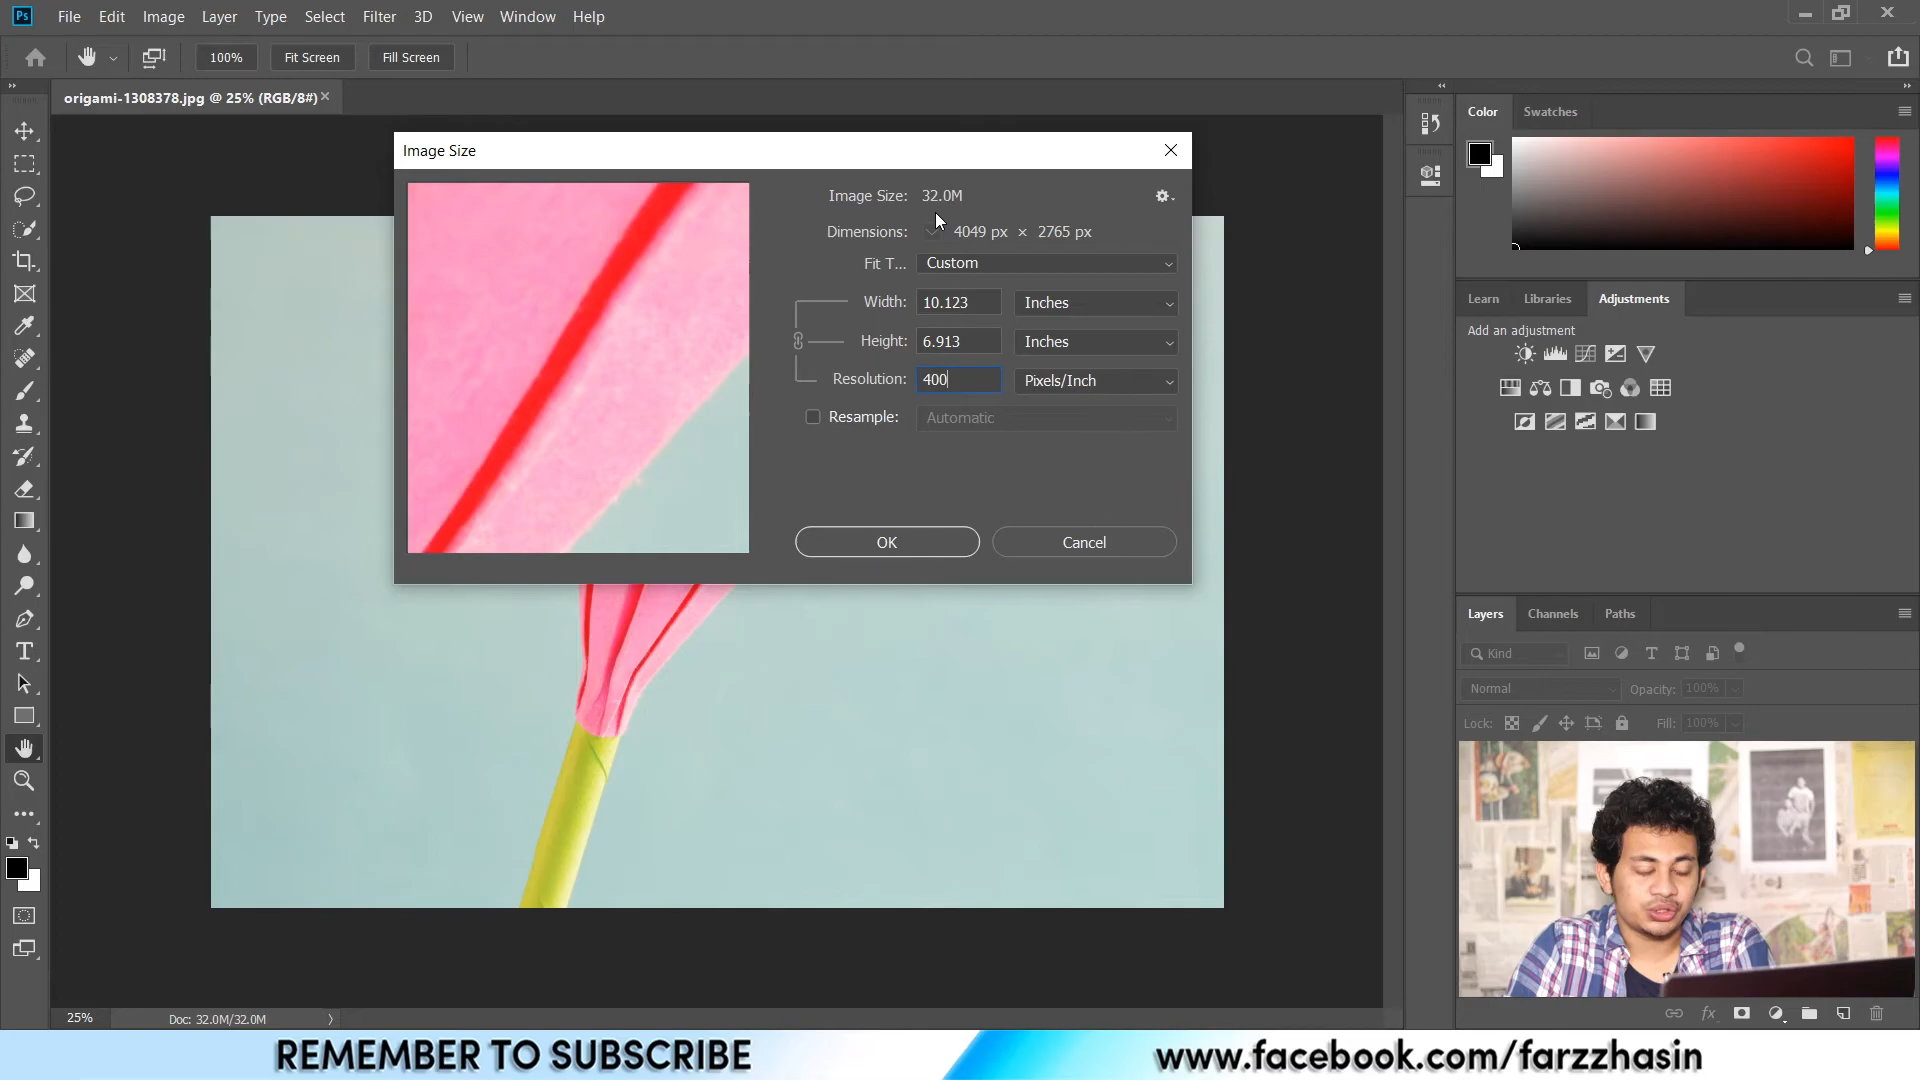 Ps File Edit Image Layer Type Select Filter 3D View Window Help
100% Fit Screen Fill Screen
origami-1308378.jpg @ 25% (RGB/8#)
Image Size
Image Size: 32.0M
Dimensions: 4049 px × 2765 px
Fit T... Custom
Width: 10.123 Inches
Height: 6.913 Inches
Resolution: 400 Pixels/Inch
Resample: Automatic
OK Cancel
Color Swatches
Learn Libraries Adjustments
Add an adjustment
Layers Channels Paths
Kind
Normal Opacity: 100%
Lock: Fill: 100%
25% Doc: 32.0M/32.0M
REMEMBER TO SUBSCRIBE www.facebook.com/farzzhasin